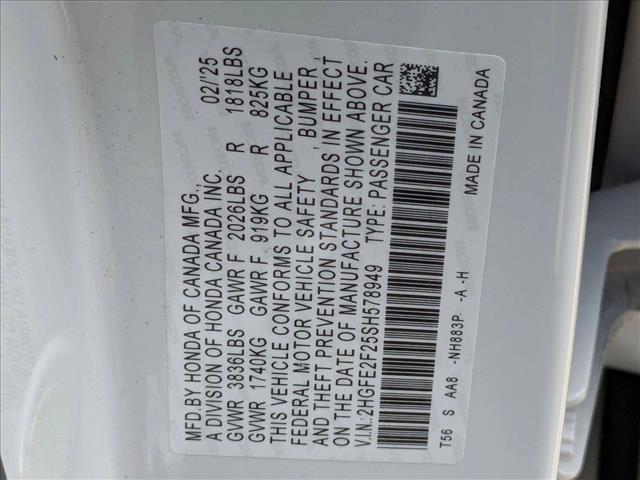 MFD.BY HONDA OF CANADA MFG., 02/'25
A DIVISION OF HONDA CANADA INC.
GVWR 3836LBS GAWR F 2026LBS R 1818LBS
GVWR 1740KG GAWR F 919KG R 825KG
THIS VEHICLE CONFORMS TO ALL APPLICABLE
FEDERAL MOTOR VEHICLE SAFETY , BUMPER ,
AND THEFT PREVENTION STANDARDS IN EFFECT
ON THE DATE OF MANUFACTURE SHOWN ABOVE.
V.I.N.:2HGFE2F25SH578949 TYPE: PASSENGER CAR
T56 S AA8 -NH883P -A -H MADE IN CANADA